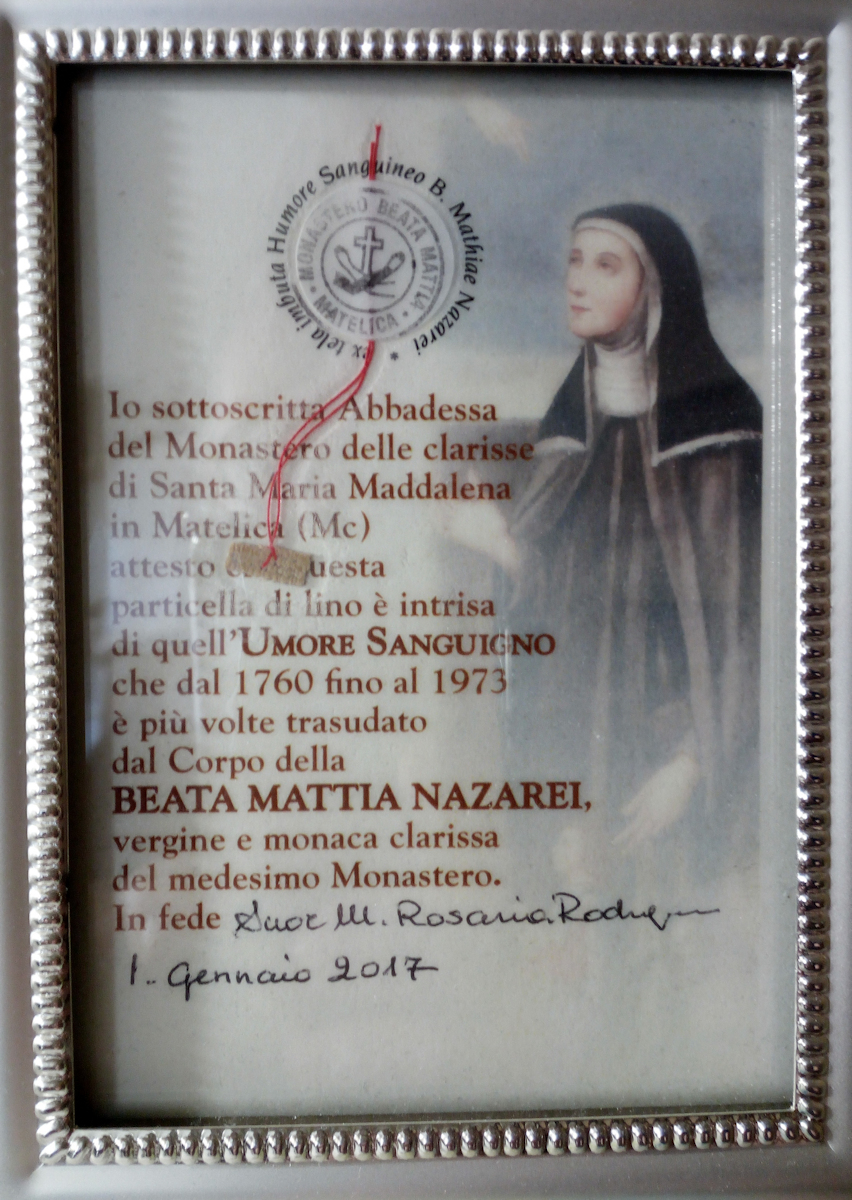 ex tela imbuta Humore Sanguineo B. Mathiae Nazarei *
MONASTERO BEATA MATTIA
• MATELICA •
Io sottoscritta Abbadessa
del Monastero delle clarisse
di Santa Maria Maddalena
in Matelica (Mc)
attesto uesta
particella di lino è intrisa
di quell'UMORE SANGUIGNO
che dal 1760 fino al 1973
è più volte trasudato
dal Corpo della
BEATA MATTIA NAZAREI,
vergine e monaca clarissa
del medesimo Monastero.
In fede Suor M. Rosaria
1.. Gennaio 2017